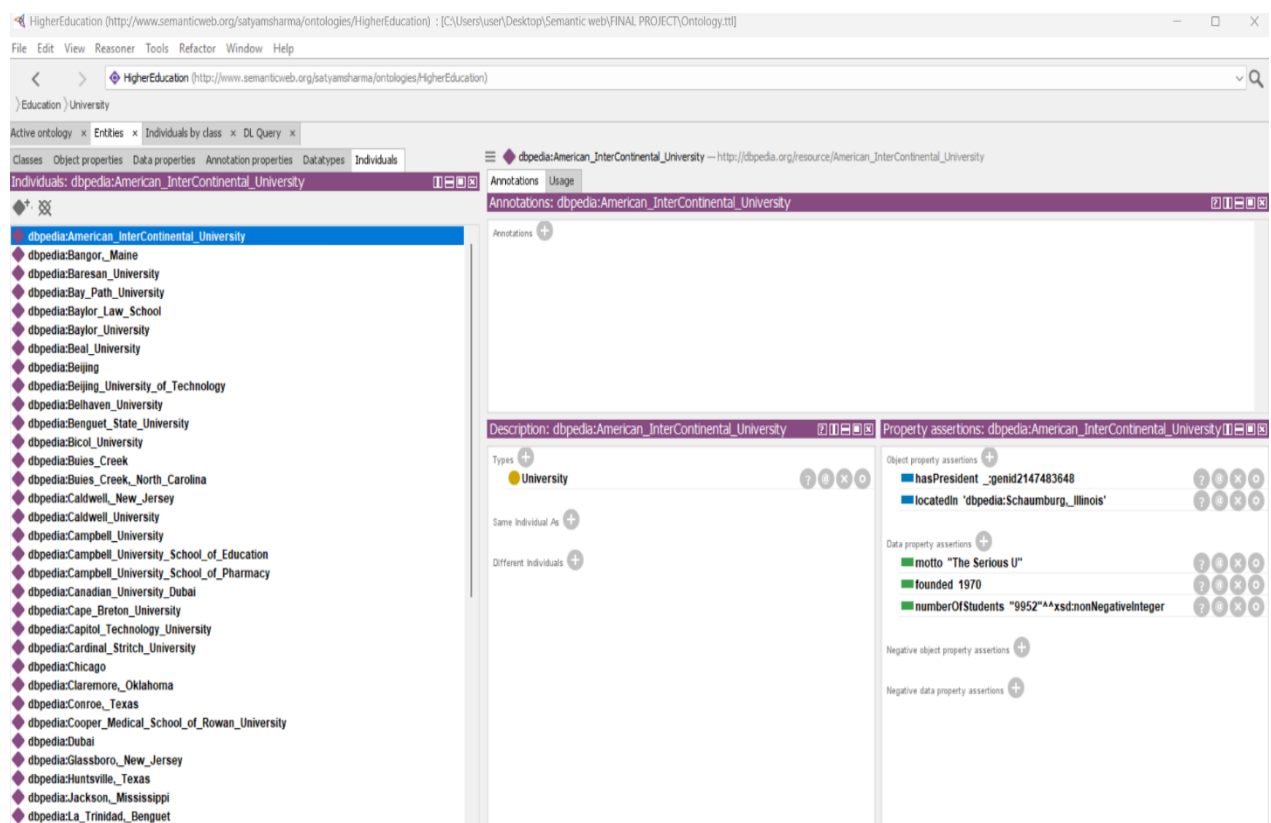 HigherEducation (http://www.semanticweb.org/satyamsharma/ontologies/HigherEducation) : [C:\Users\user\Desktop\Semantic web\FINAL PROJECT\Ontology.ttl]
File Edit View Reasoner Tools Refactor Window Help
HigherEducation (http://www.semanticweb.org/satyamsharma/ontologies/HigherEducation)
Education University
Active ontology × Entities × Individuals by class × DL Query ×
Classes Object properties Data properties Annotation properties Datatypes Individuals
Individuals: dbpedia:American_InterContinental_University
dbpedia:American_InterContinental_University
dbpedia:Bangor,_Maine
dbpedia:Baresan_University
dbpedia:Bay_Path_University
dbpedia:Baylor_Law_School
dbpedia:Baylor_University
dbpedia:Beal_University
dbpedia:Beijing
dbpedia:Beijing_University_of_Technology
dbpedia:Belhaven_University
dbpedia:Benguet_State_University
dbpedia:Bicol_University
dbpedia:Buies_Creek
dbpedia:Buies_Creek,_North_Carolina
dbpedia:Caldwell,_New_Jersey
dbpedia:Caldwell_University
dbpedia:Campbell_University
dbpedia:Campbell_University_School_of_Education
dbpedia:Campbell_University_School_of_Pharmacy
dbpedia:Canadian_University_Dubai
dbpedia:Cape_Breton_University
dbpedia:Capitol_Technology_University
dbpedia:Cardinal_Stritch_University
dbpedia:Chicago
dbpedia:Claremore,_Oklahoma
dbpedia:Conroe,_Texas
dbpedia:Cooper_Medical_School_of_Rowan_University
dbpedia:Dubai
dbpedia:Glassboro,_New_Jersey
dbpedia:Huntsville,_Texas
dbpedia:Jackson,_Mississippi
dbpedia:La_Trinidad,_Benguet
dbpedia:American_InterContinental_University — http://dbpedia.org/resource/American_InterContinental_University
Annotations Usage
Annotations: dbpedia:American_InterContinental_University
Annotations
Description: dbpedia:American_InterContinental_University
Types
University
Same Individual As
Different Individuals
Property assertions: dbpedia:American_InterContinental_University
Object property assertions
hasPresident _:genid2147483648
locatedIn 'dbpedia:Schaumburg,_Illinois'
Data property assertions
motto "The Serious U"
founded 1970
numberOfStudents "9952"^^xsd:nonNegativeInteger
Negative object property assertions
Negative data property assertions